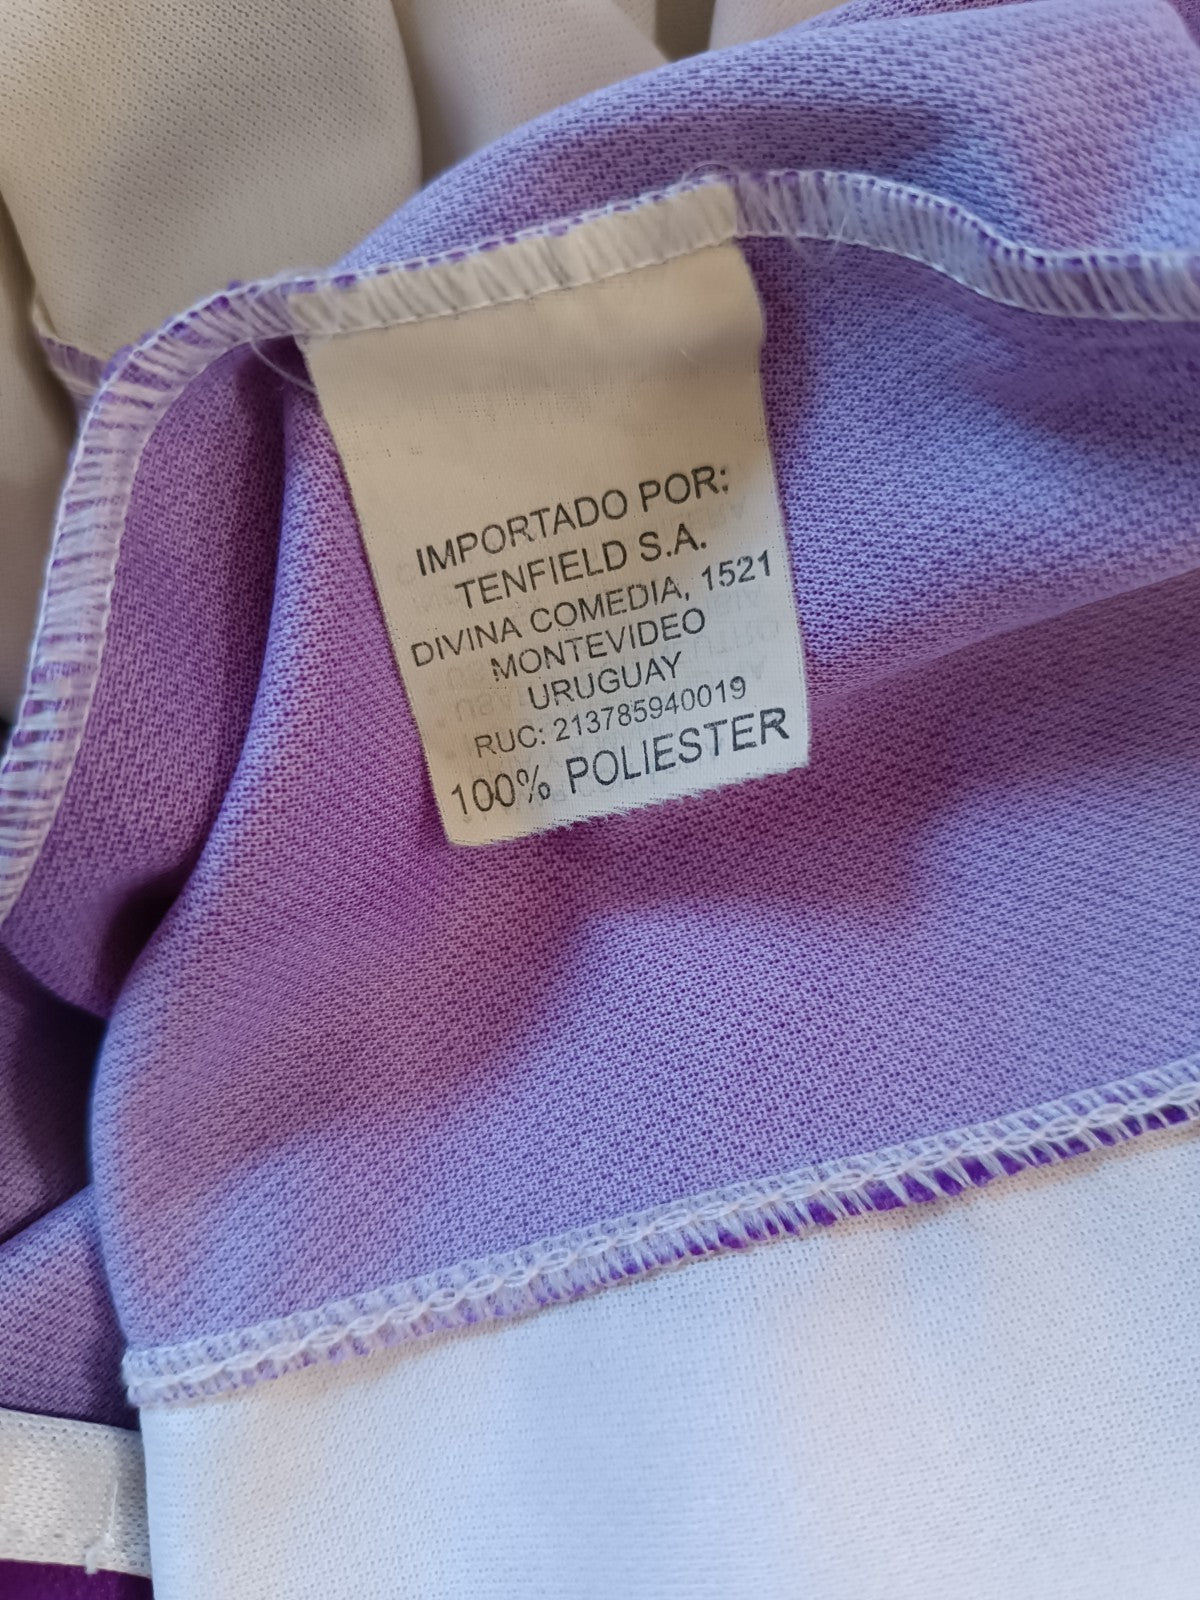 IMPORTADO POR:
TENFIELD S.A.
DIVINA COMEDIA, 1521
MONTEVIDEO
URUGUAY
RUC: 213785940019
100% POLIESTER